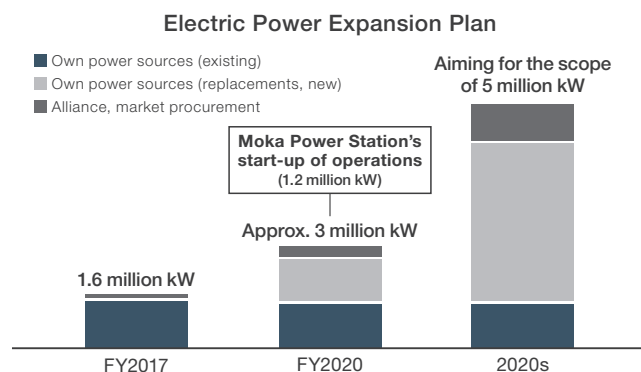 Electric Power Expansion Plan
Own power sources (existing)
Own power sources (replacements, new)
Alliance, market procurement
Aiming for the scope
of 5 million kW
Moka Power Station’s
start-up of operations
(1.2 million kW)
Approx. 3 million kW
1.6 million kW
FY2017
FY2020
2020s